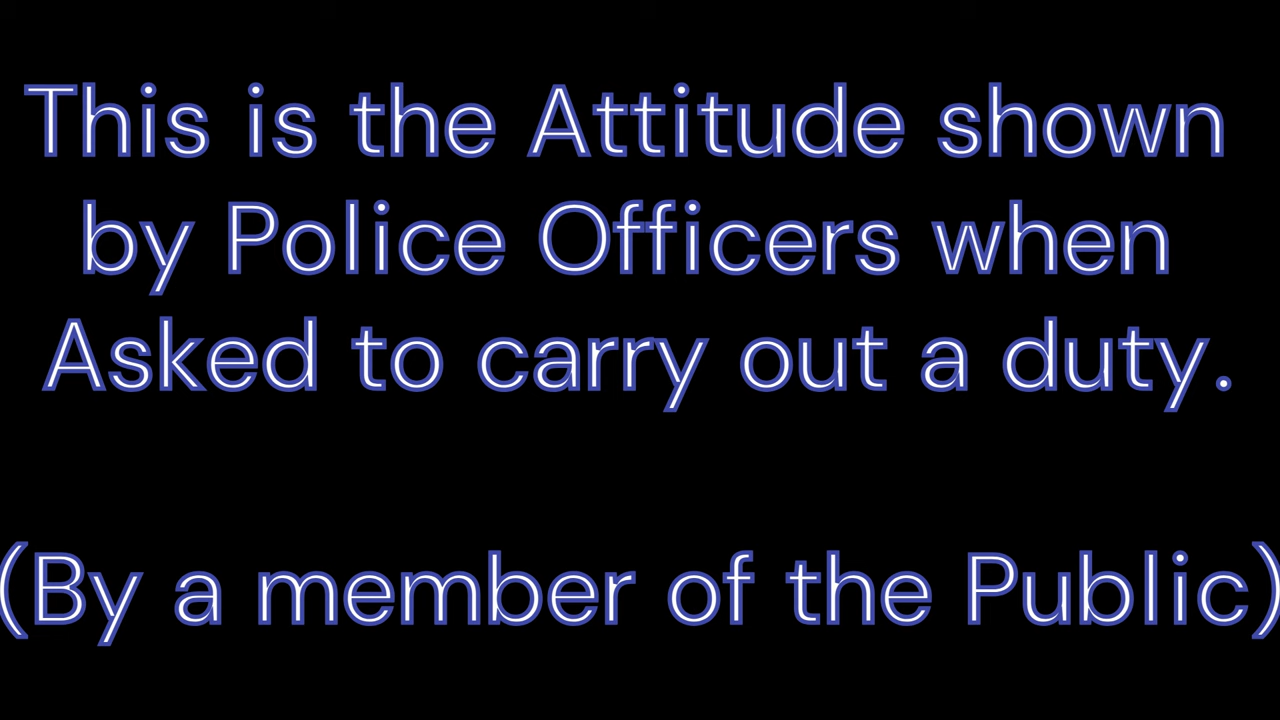 This is the Attitude shown
by Police Officers when
Asked to carry out a duty.
(By a member of the Public)